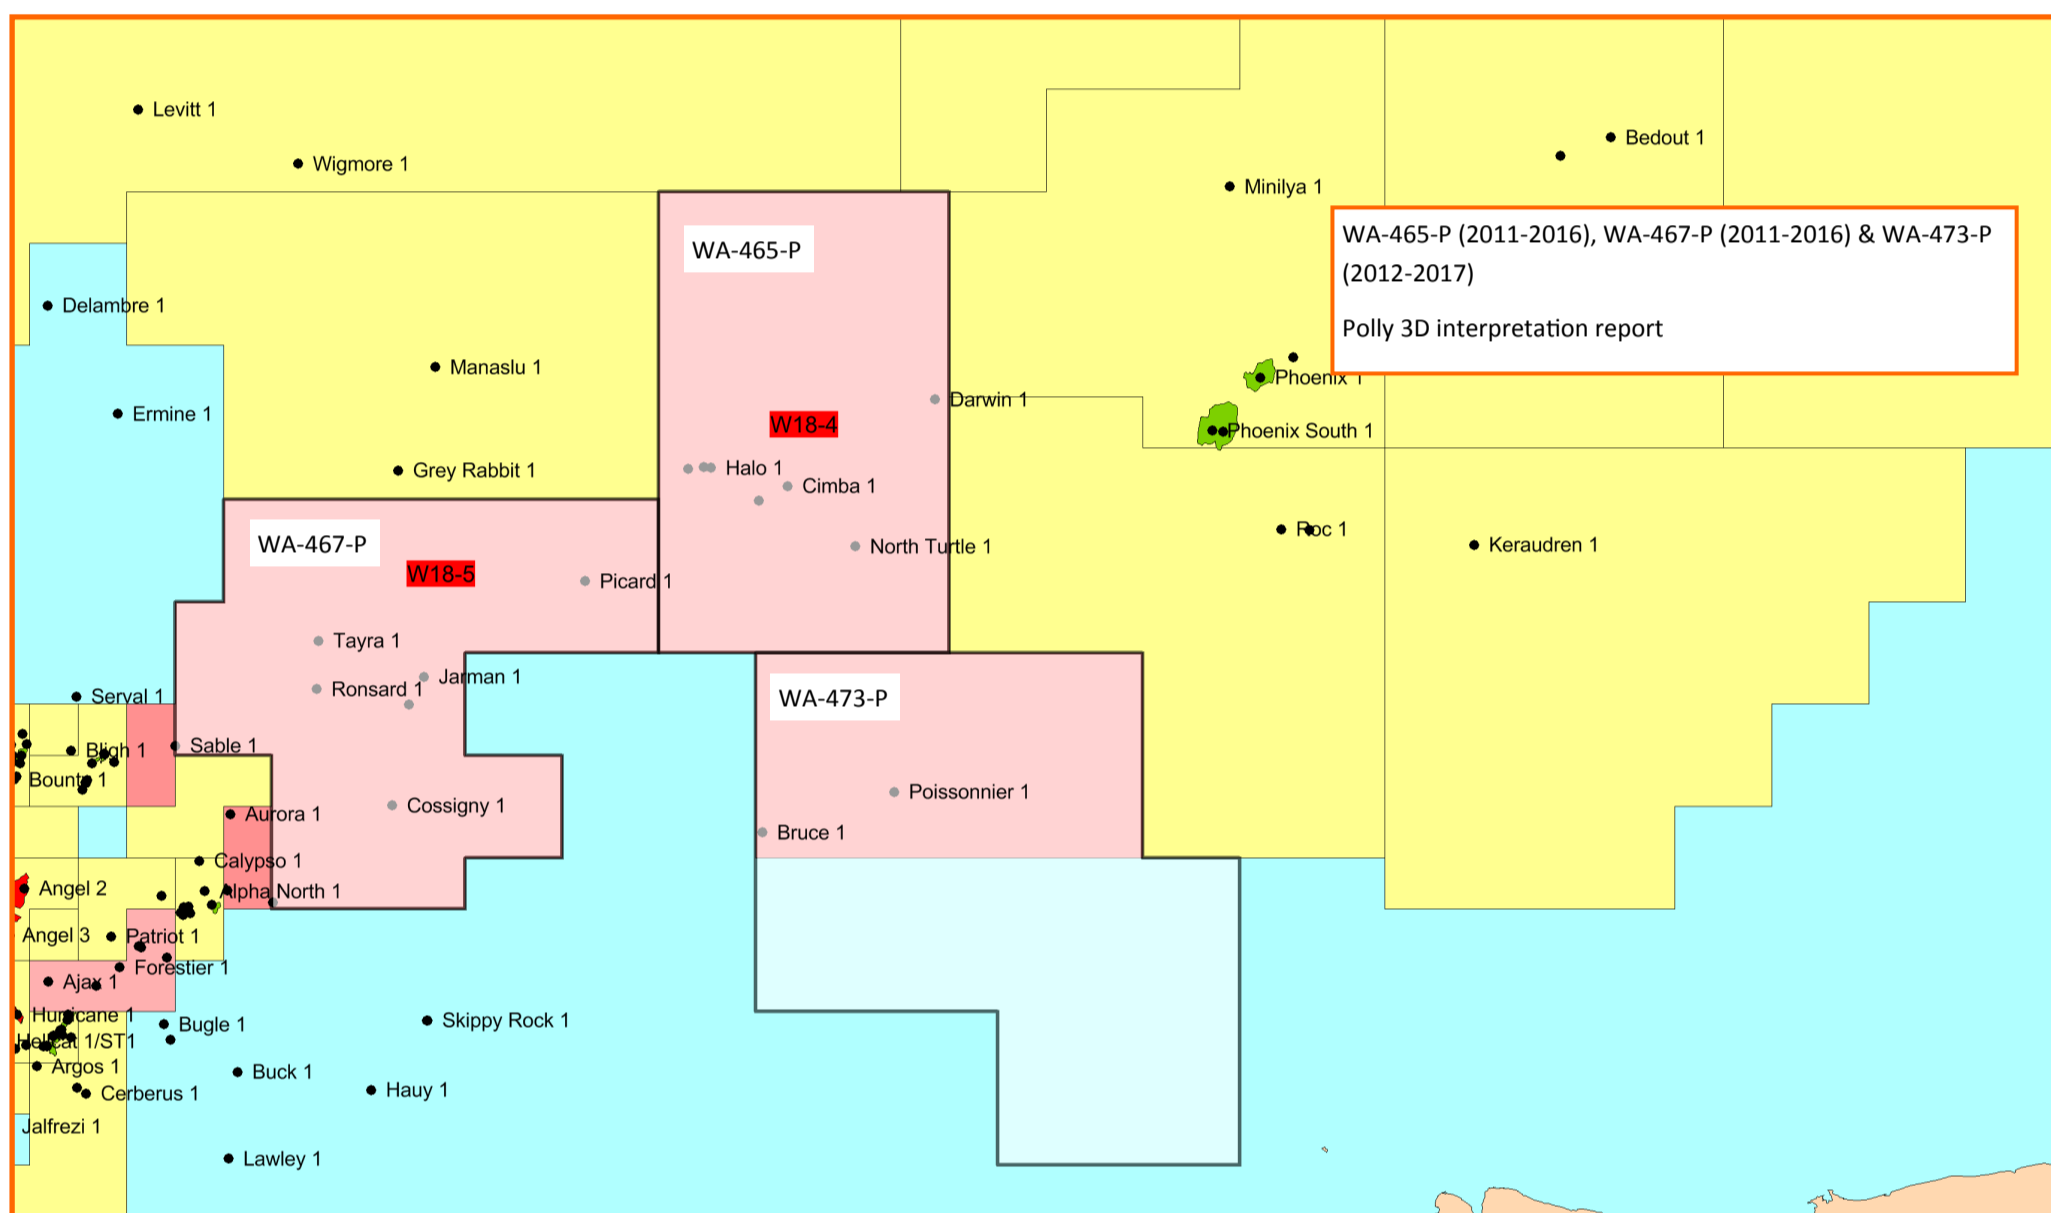 Levitt 1
Bedout 1
Wigmore 1
Minilya 1
WA-465-P
WA-465-P (2011-2016), WA-467-P (2011-2016) & WA-473-P
(2012-2017)
Polly 3D interpretation report
Delambre 1
Manaslu 1
Phoenix 1
Darwin 1
Ermine 1
W18-4
Phoenix South 1
Grey Rabbit 1
Halo 1
Cimba 1
Roc 1
WA-467-P
North Turtle 1
Keraudren 1
W18-5
Picard 1
Tayra 1
Jarman 1
Ronsard 1
Serval 1
WA-473-P
Sable 1
Bligh 1
Bounty 1
Poissonnier 1
Cossigny 1
Aurora 1
Bruce 1
Calypso 1
Angel 2
Alpha North 1
Angel 3
Patriot 1
Forestier 1
Ajax 1
Hurricane 1
Skippy Rock 1
Bugle 1
Hellcat 1/ST1
Argos 1
Buck 1
Hauy 1
Cerberus 1
Jalfrezi 1
Lawley 1